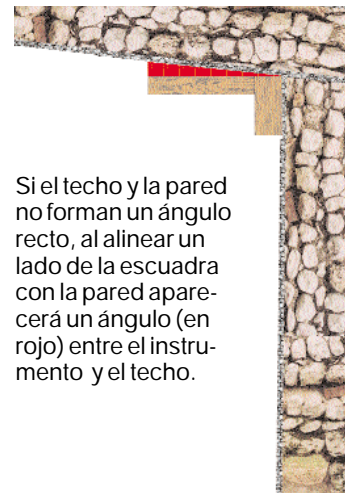 Si el techo y la pared
no forman un ángulo
recto, al alinear un
lado de la escuadra
con la pared apare-
cerá un ángulo (en
rojo) entre el instru-
mento y el techo.